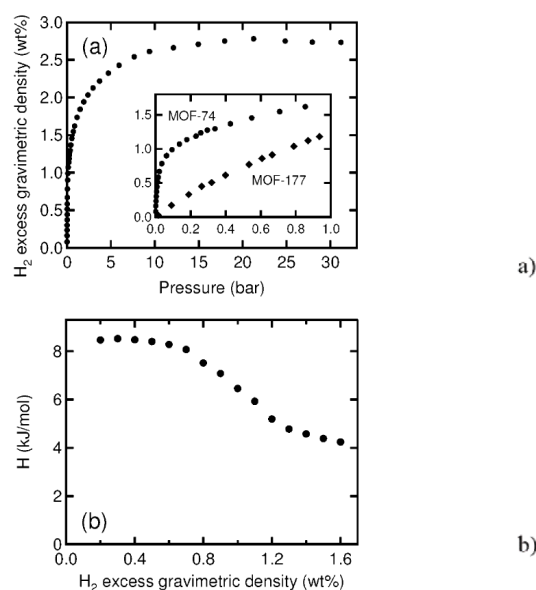 (a)
H2 excess gravimetric density (wt%)
3.0
2.5
2.0
1.5
1.0
0.5
0.0
MOF-74
MOF-177
1.5
1.0
0.5
0.0
0.0 0.2 0.4 0.6 0.8 1.0
0 5 10 15 20 25 30
Pressure (bar)
a)
H (kJ/mol)
8
6
4
2
0
(b)
0.0 0.4 0.8 1.2 1.6
H2 excess gravimetric density (wt%)
b)